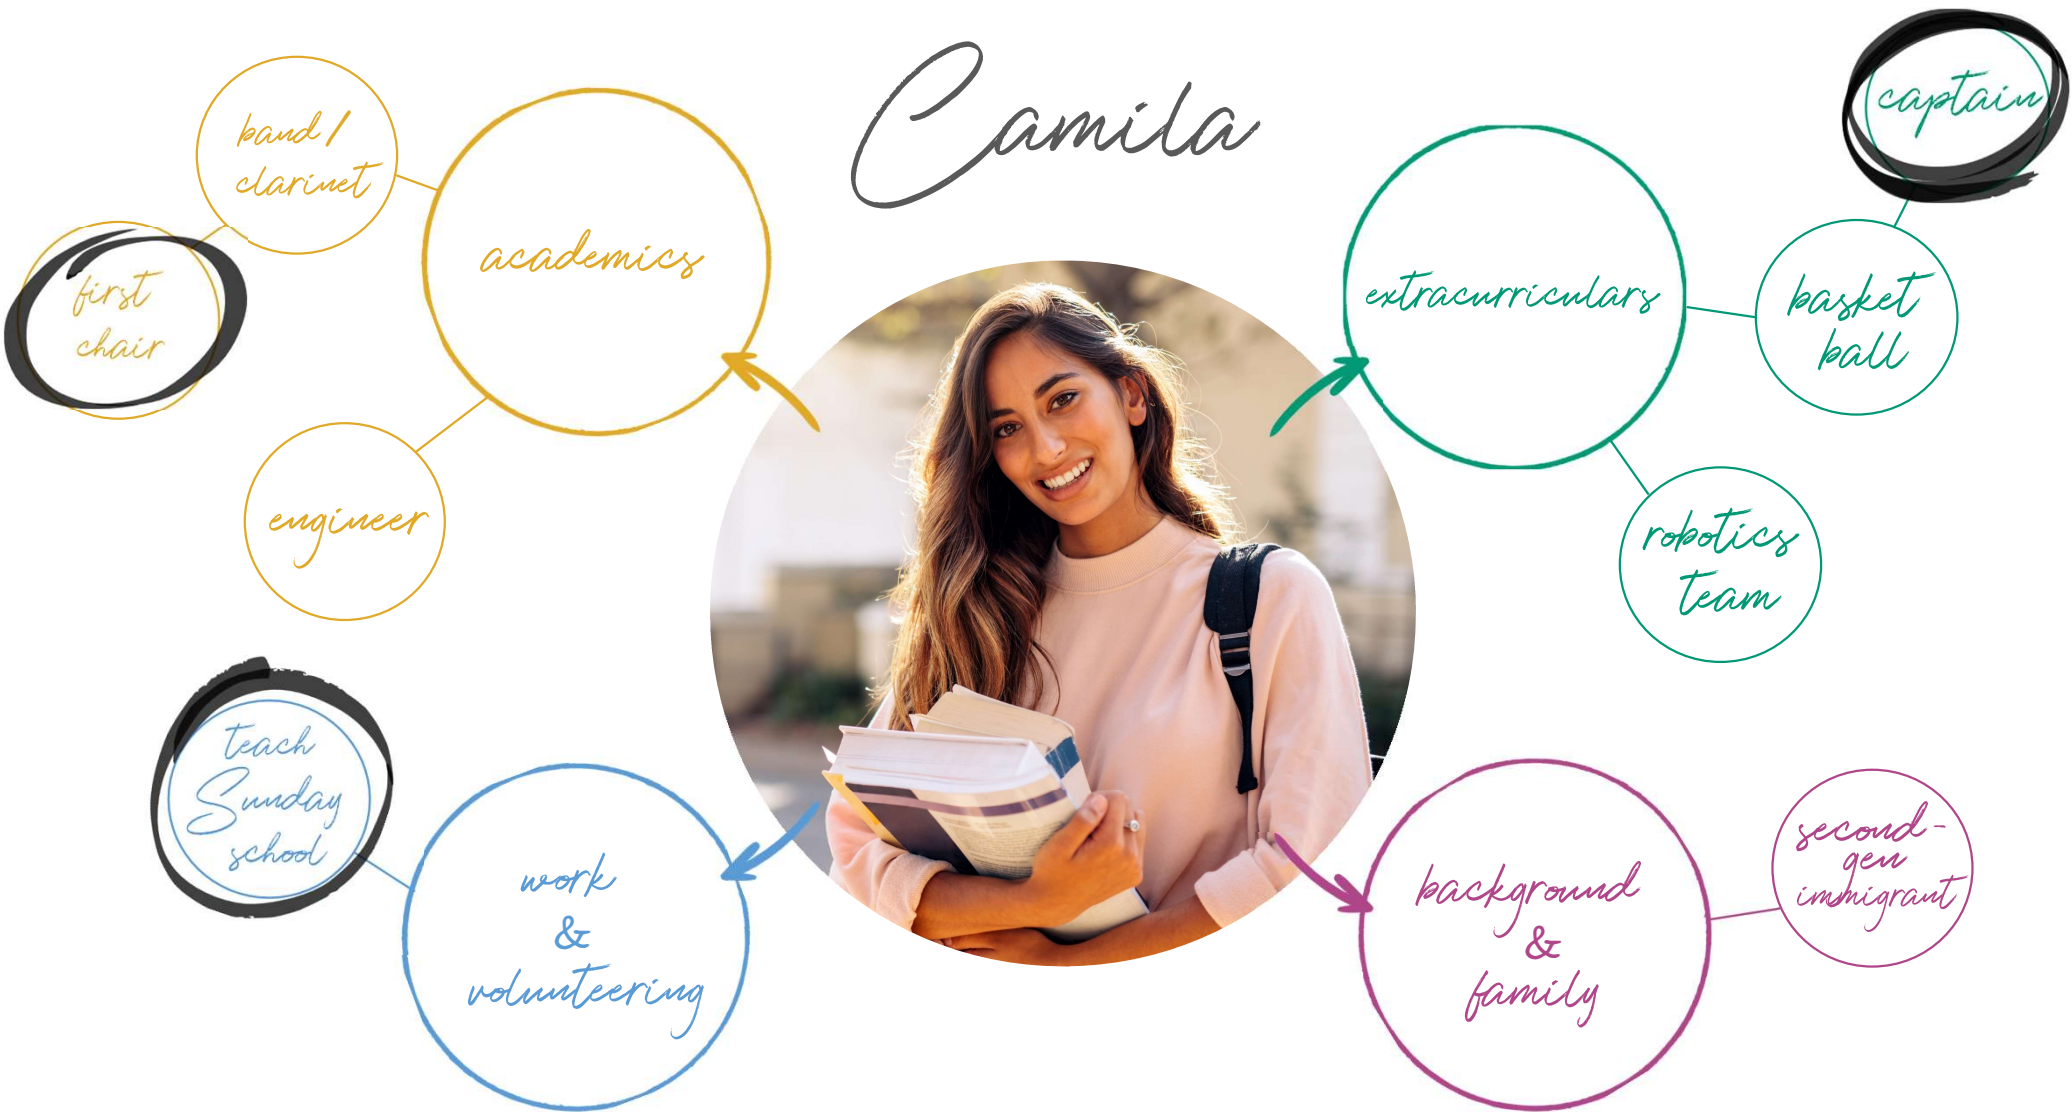 Camila
band /
clarinet
academics
first
chair
engineer
captain
extracurriculars
basket
ball
robotics
team
teach
Sunday
school
work
&
volunteering
background
&
family
second-
gen
immigrant